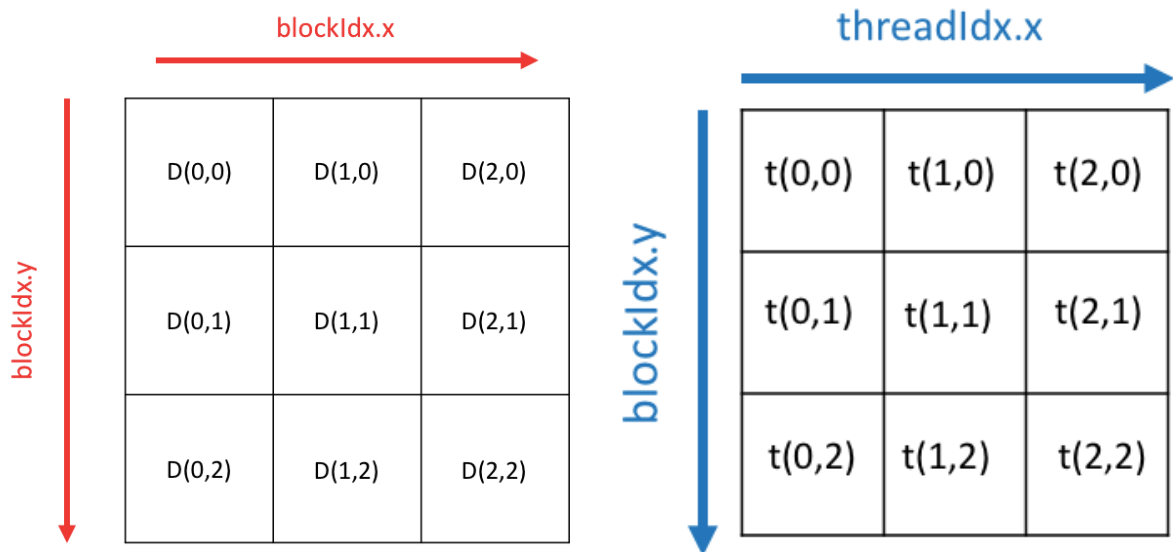 blockIdx.x
blockIdx.y
D(0,0) D(1,0) D(2,0)
D(0,1) D(1,1) D(2,1)
D(0,2) D(1,2) D(2,2)
threadIdx.x
blockIdx.y
t(0,0) t(1,0) t(2,0)
t(0,1) t(1,1) t(2,1)
t(0,2) t(1,2) t(2,2)